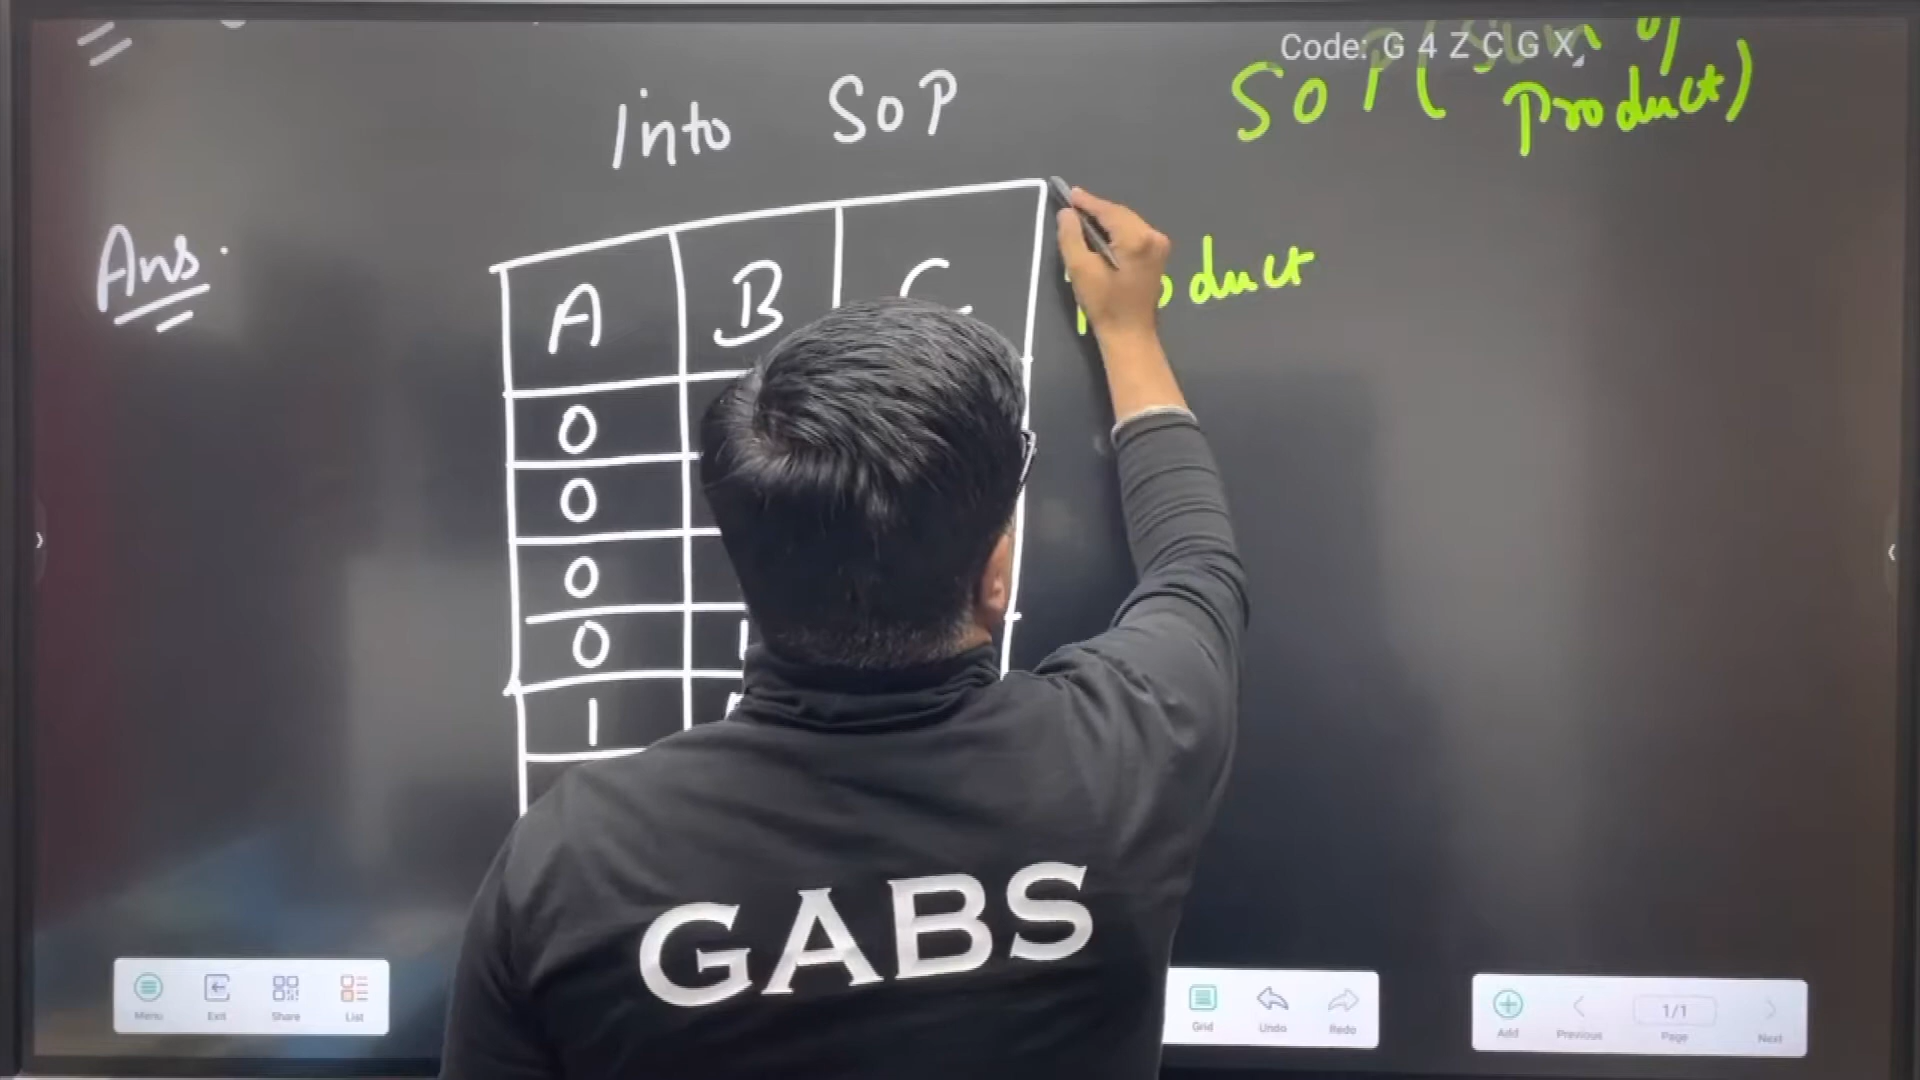 Code: G 4 Z C G X
Into SOP
SOP (Sum of
Product)
Ans.
A B C
duct
0
0
0
0 1
1
GABS
Menu Exit Share List
Grid Undo Redo
Add Previous 1/1 Page Next